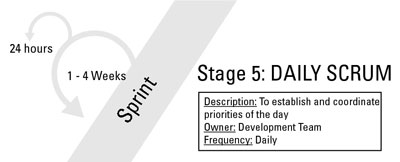 24 hours
1 - 4 Weeks
Sprint
Stage 5: DAILY SCRUM
Description: To establish and coordinate
priorities of the day
Owner: Development Team
Frequency: Daily